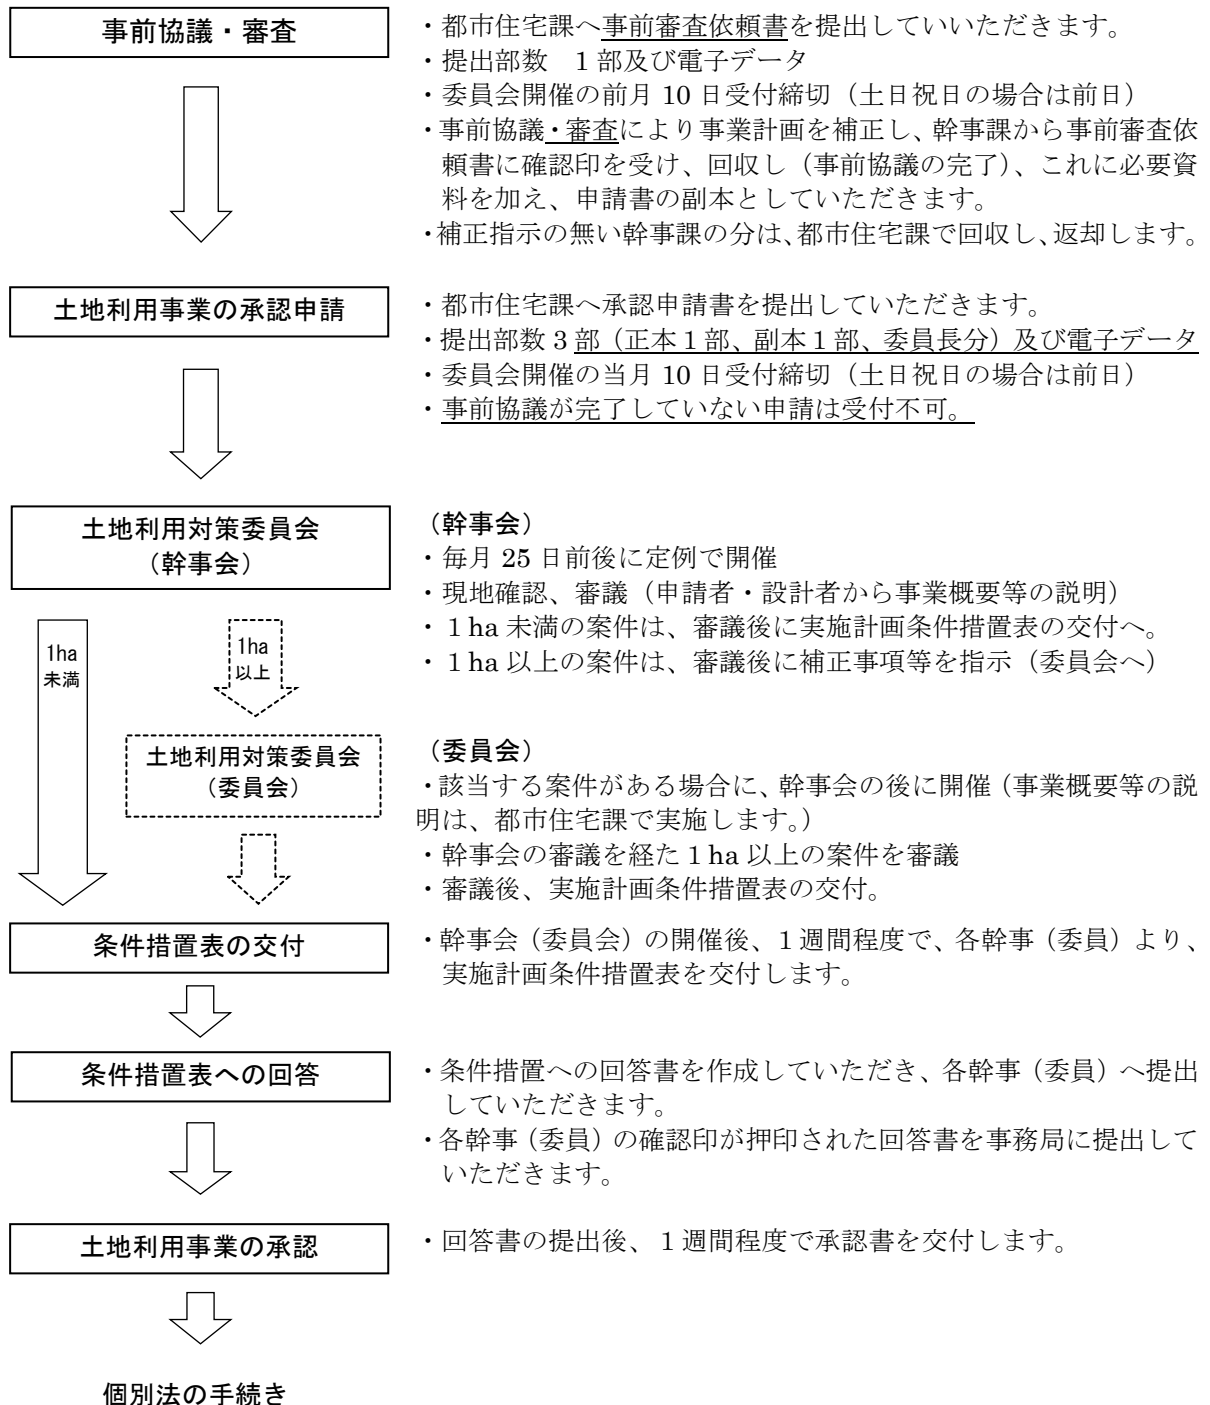 事前協議・審査
・都市住宅課へ事前審査依頼書を提出していいただきます。
・提出部数　１部及び電子データ
・委員会開催の前月 10 日受付締切（土日祝日の場合は前日）
・事前協議・審査により事業計画を補正し、幹事課から事前審査依
頼書に確認印を受け、回収し（事前協議の完了）、これに必要資
料を加え、申請書の副本としていただきます。
・補正指示の無い幹事課の分は、都市住宅課で回収し、返却します。
土地利用事業の承認申請
・都市住宅課へ承認申請書を提出していただきます。
・提出部数 3 部（正本１部、副本１部、委員長分）及び電子データ
・委員会開催の当月 10 日受付締切（土日祝日の場合は前日）
・事前協議が完了していない申請は受付不可。
土地利用対策委員会
（幹事会）
（幹事会）
・毎月 25 日前後に定例で開催
・現地確認、審議（申請者・設計者から事業概要等の説明）
・１ha 未満の案件は、審議後に実施計画条件措置表の交付へ。
・１ha 以上の案件は、審議後に補正事項等を指示（委員会へ）
1ha
未満
1ha
以上
土地利用対策委員会
（委員会）
（委員会）
・該当する案件がある場合に、幹事会の後に開催（事業概要等の説
明は、都市住宅課で実施します。）
・幹事会の審議を経た１ha 以上の案件を審議
・審議後、実施計画条件措置表の交付。
条件措置表の交付
・幹事会（委員会）の開催後、１週間程度で、各幹事（委員）より、
実施計画条件措置表を交付します。
条件措置表への回答
・条件措置への回答書を作成していただき、各幹事（委員）へ提出
していただきます。
・各幹事（委員）の確認印が押印された回答書を事務局に提出して
いただきます。
土地利用事業の承認
・回答書の提出後、１週間程度で承認書を交付します。
個別法の手続き